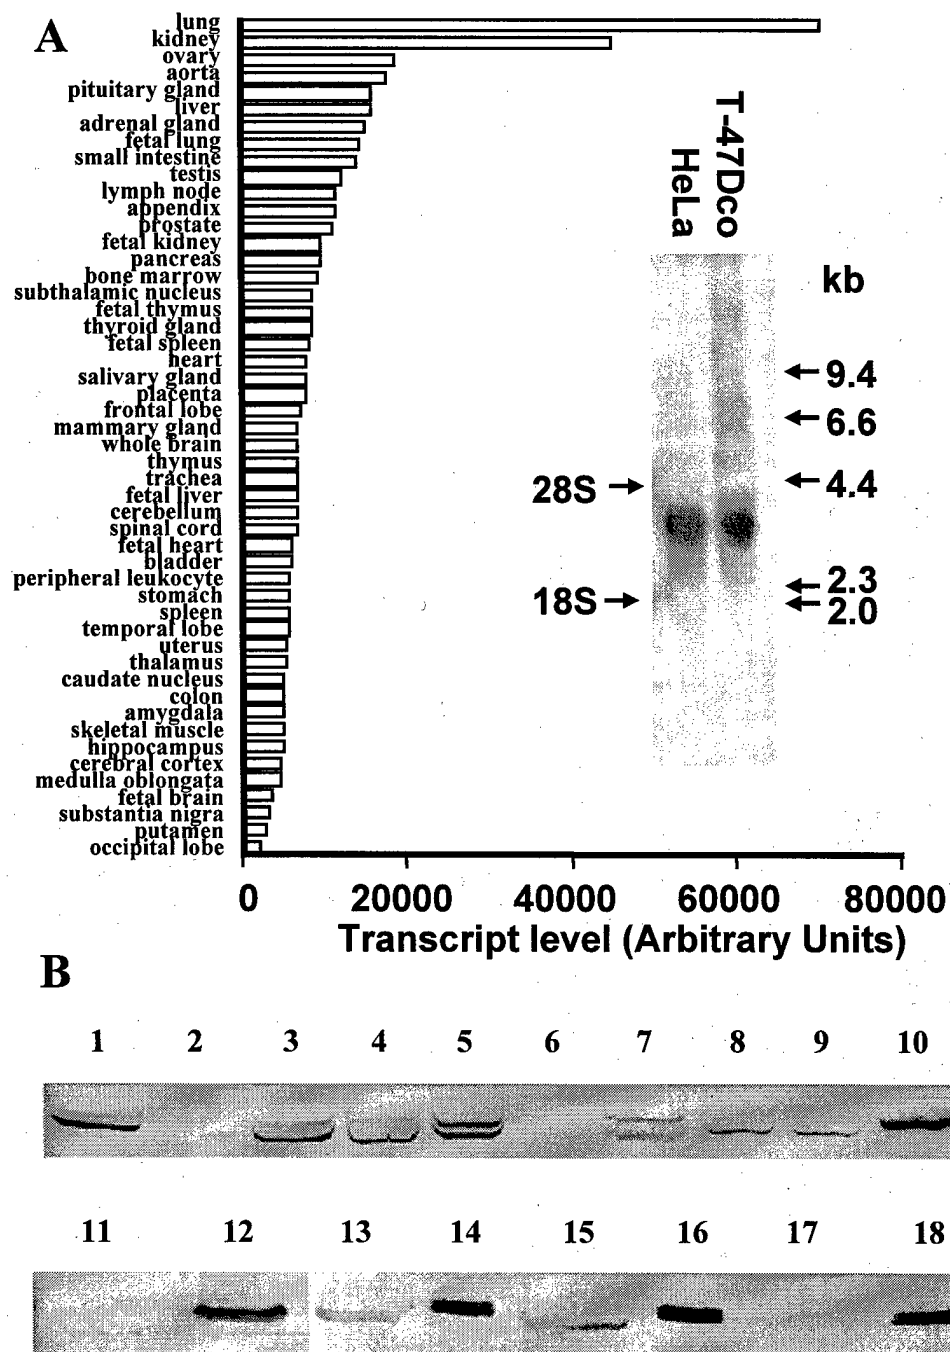 A
lung
kidney
ovary
aorta
pituitary gland
liver
adrenal gland
fetal lung
small intestine
testis
lymph node
appendix
prostate
fetal kidney
pancreas
bone marrow
subthalamic nucleus
fetal thymus
thyroid gland
fetal spleen
heart
salivary gland
placenta
frontal lobe
mammary gland
whole brain
thymus
trachea
fetal liver
cerebellum
spinal cord
fetal heart
bladder
peripheral leukocyte
stomach
spleen
temporal lobe
uterus
thalamus
caudate nucleus
colon
amygdala
skeletal muscle
hippocampus
cerebral cortex
medulla oblongata
fetal brain
substantia nigra
putamen
occipital lobe
0 20000 40000 60000 80000
Transcript level (Arbitrary Units)
HeLa
T-47Dco
kb
9.4
6.6
4.4
2.3
2.0
28S
18S
B
1 2 3 4 5 6 7 8 9 10
11 12 13 14 15 16 17 18